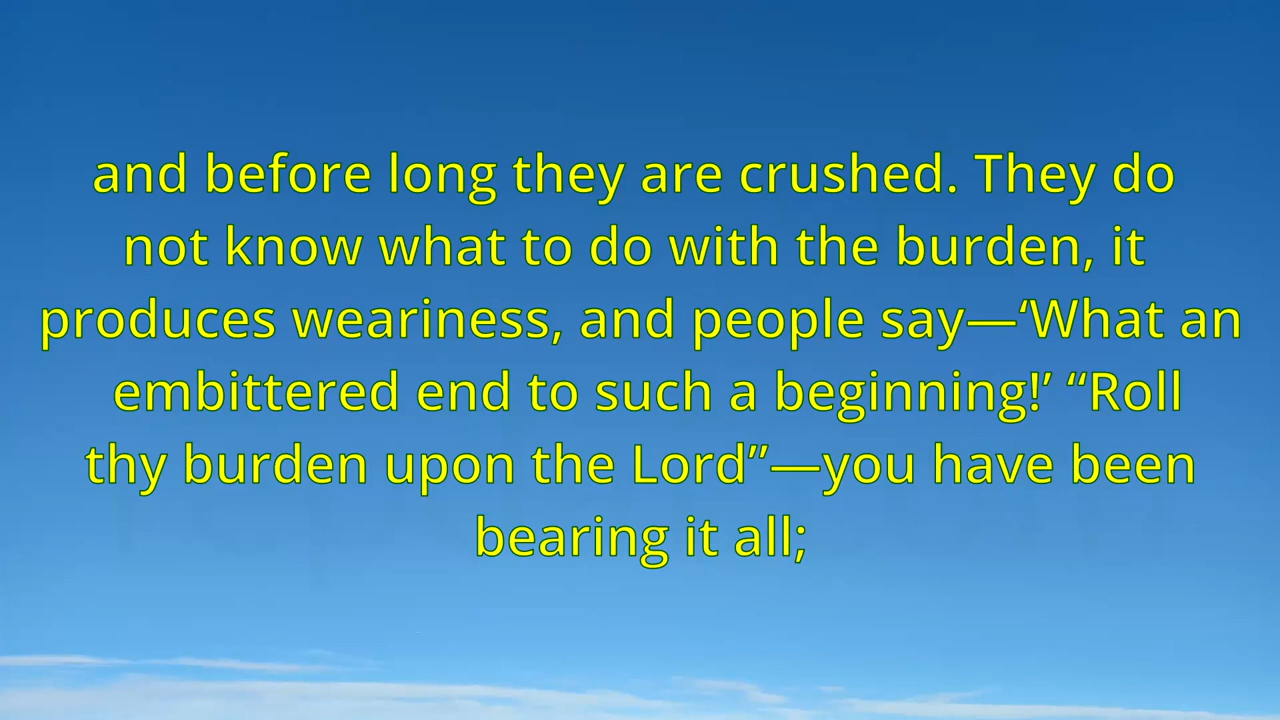 and before long they are crushed. They do
not know what to do with the burden, it
produces weariness, and people say—‘What an
embittered end to such a beginning!’ “Roll
thy burden upon the Lord”—you have been
bearing it all;